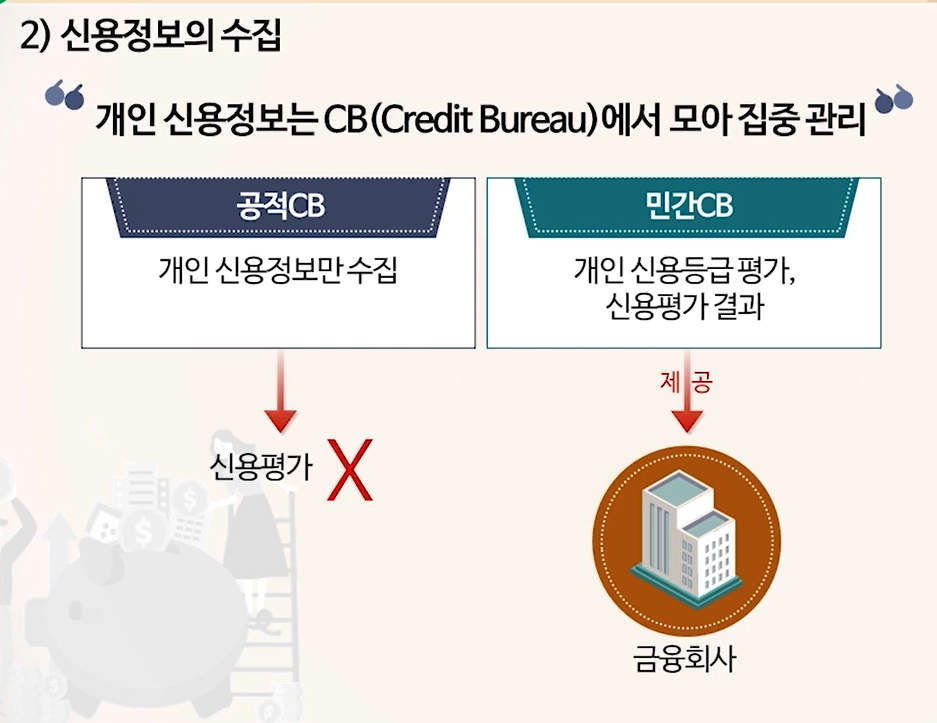 2) 신용정보의 수집
“ 개인 신용정보는 CB(Credit Bureau)에서 모아 집중 관리 ”
공적CB
개인 신용정보만 수집
신용평가 X
민간CB
개인 신용등급 평가,
신용평가 결과
제 공
금융회사